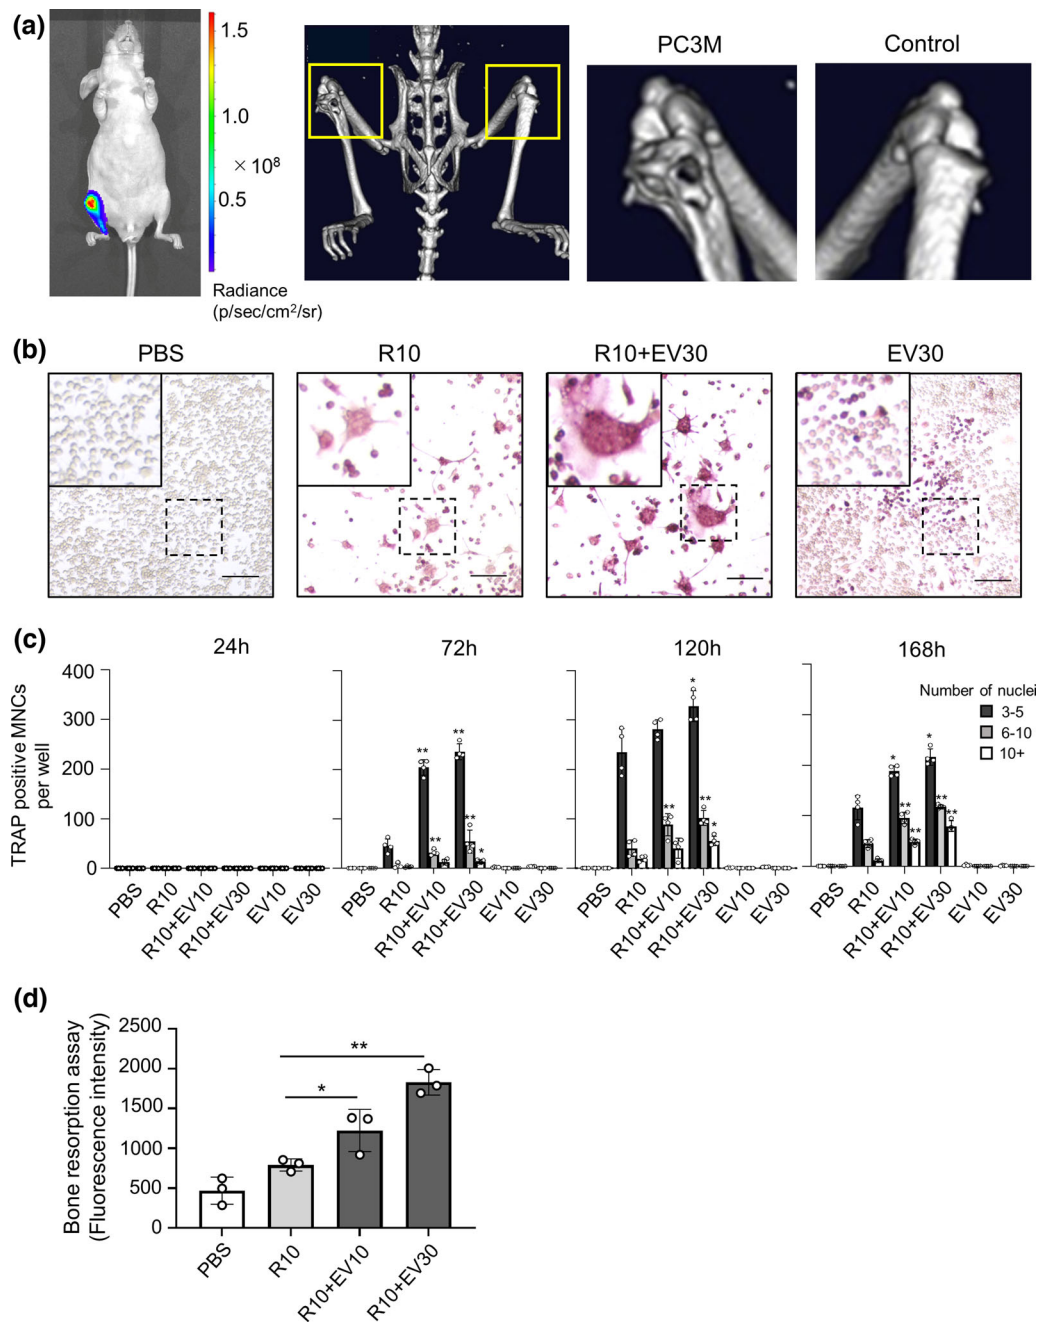 (a)
1.5
1.0
× 10⁸
0.5
Radiance
(p/sec/cm²/sr)
PC3M
Control
(b)
PBS
R10
R10+EV30
EV30
(c)
24h
72h
120h
168h
TRAP positive MNCs
per well
400
300
200
100
0
Number of nuclei
3-5
6-10
10+
**
**
**
**
*
*
**
**
*
*
**
**
*
**
**
PBS
R10
R10+EV10
R10+EV30
EV10
EV30
PBS
R10
R10+EV10
R10+EV30
EV10
EV30
PBS
R10
R10+EV10
R10+EV30
EV10
EV30
PBS
R10
R10+EV10
R10+EV30
EV10
EV30
(d)
Bone resorption assay
(Fluorescence intensity)
2500
2000
1500
1000
500
0
**
*
PBS
R10
R10+EV10
R10+EV30